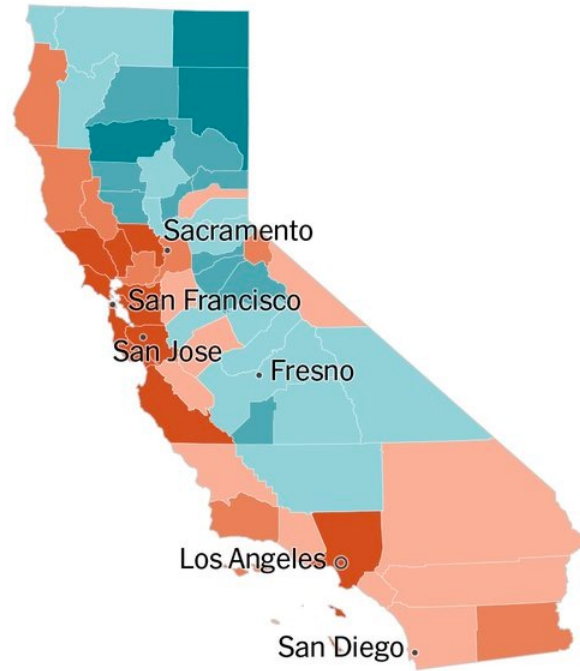 Sacramento
San Francisco
San Jose
Fresno
Los Angeles
San Diego